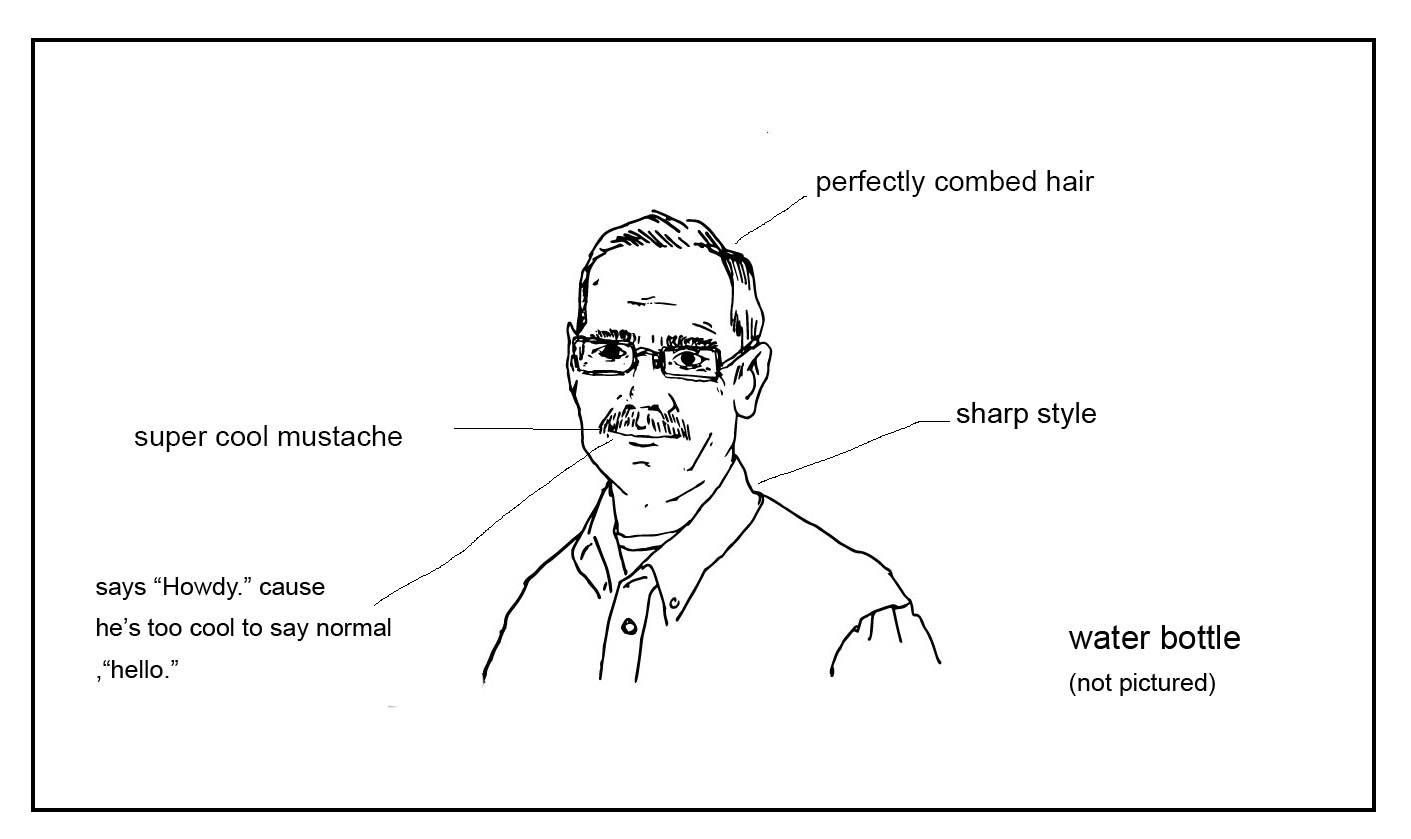 perfectly combed hair
sharp style
super cool mustache
says “Howdy.” cause
he’s too cool to say normal
,“hello.”
water bottle
(not pictured)